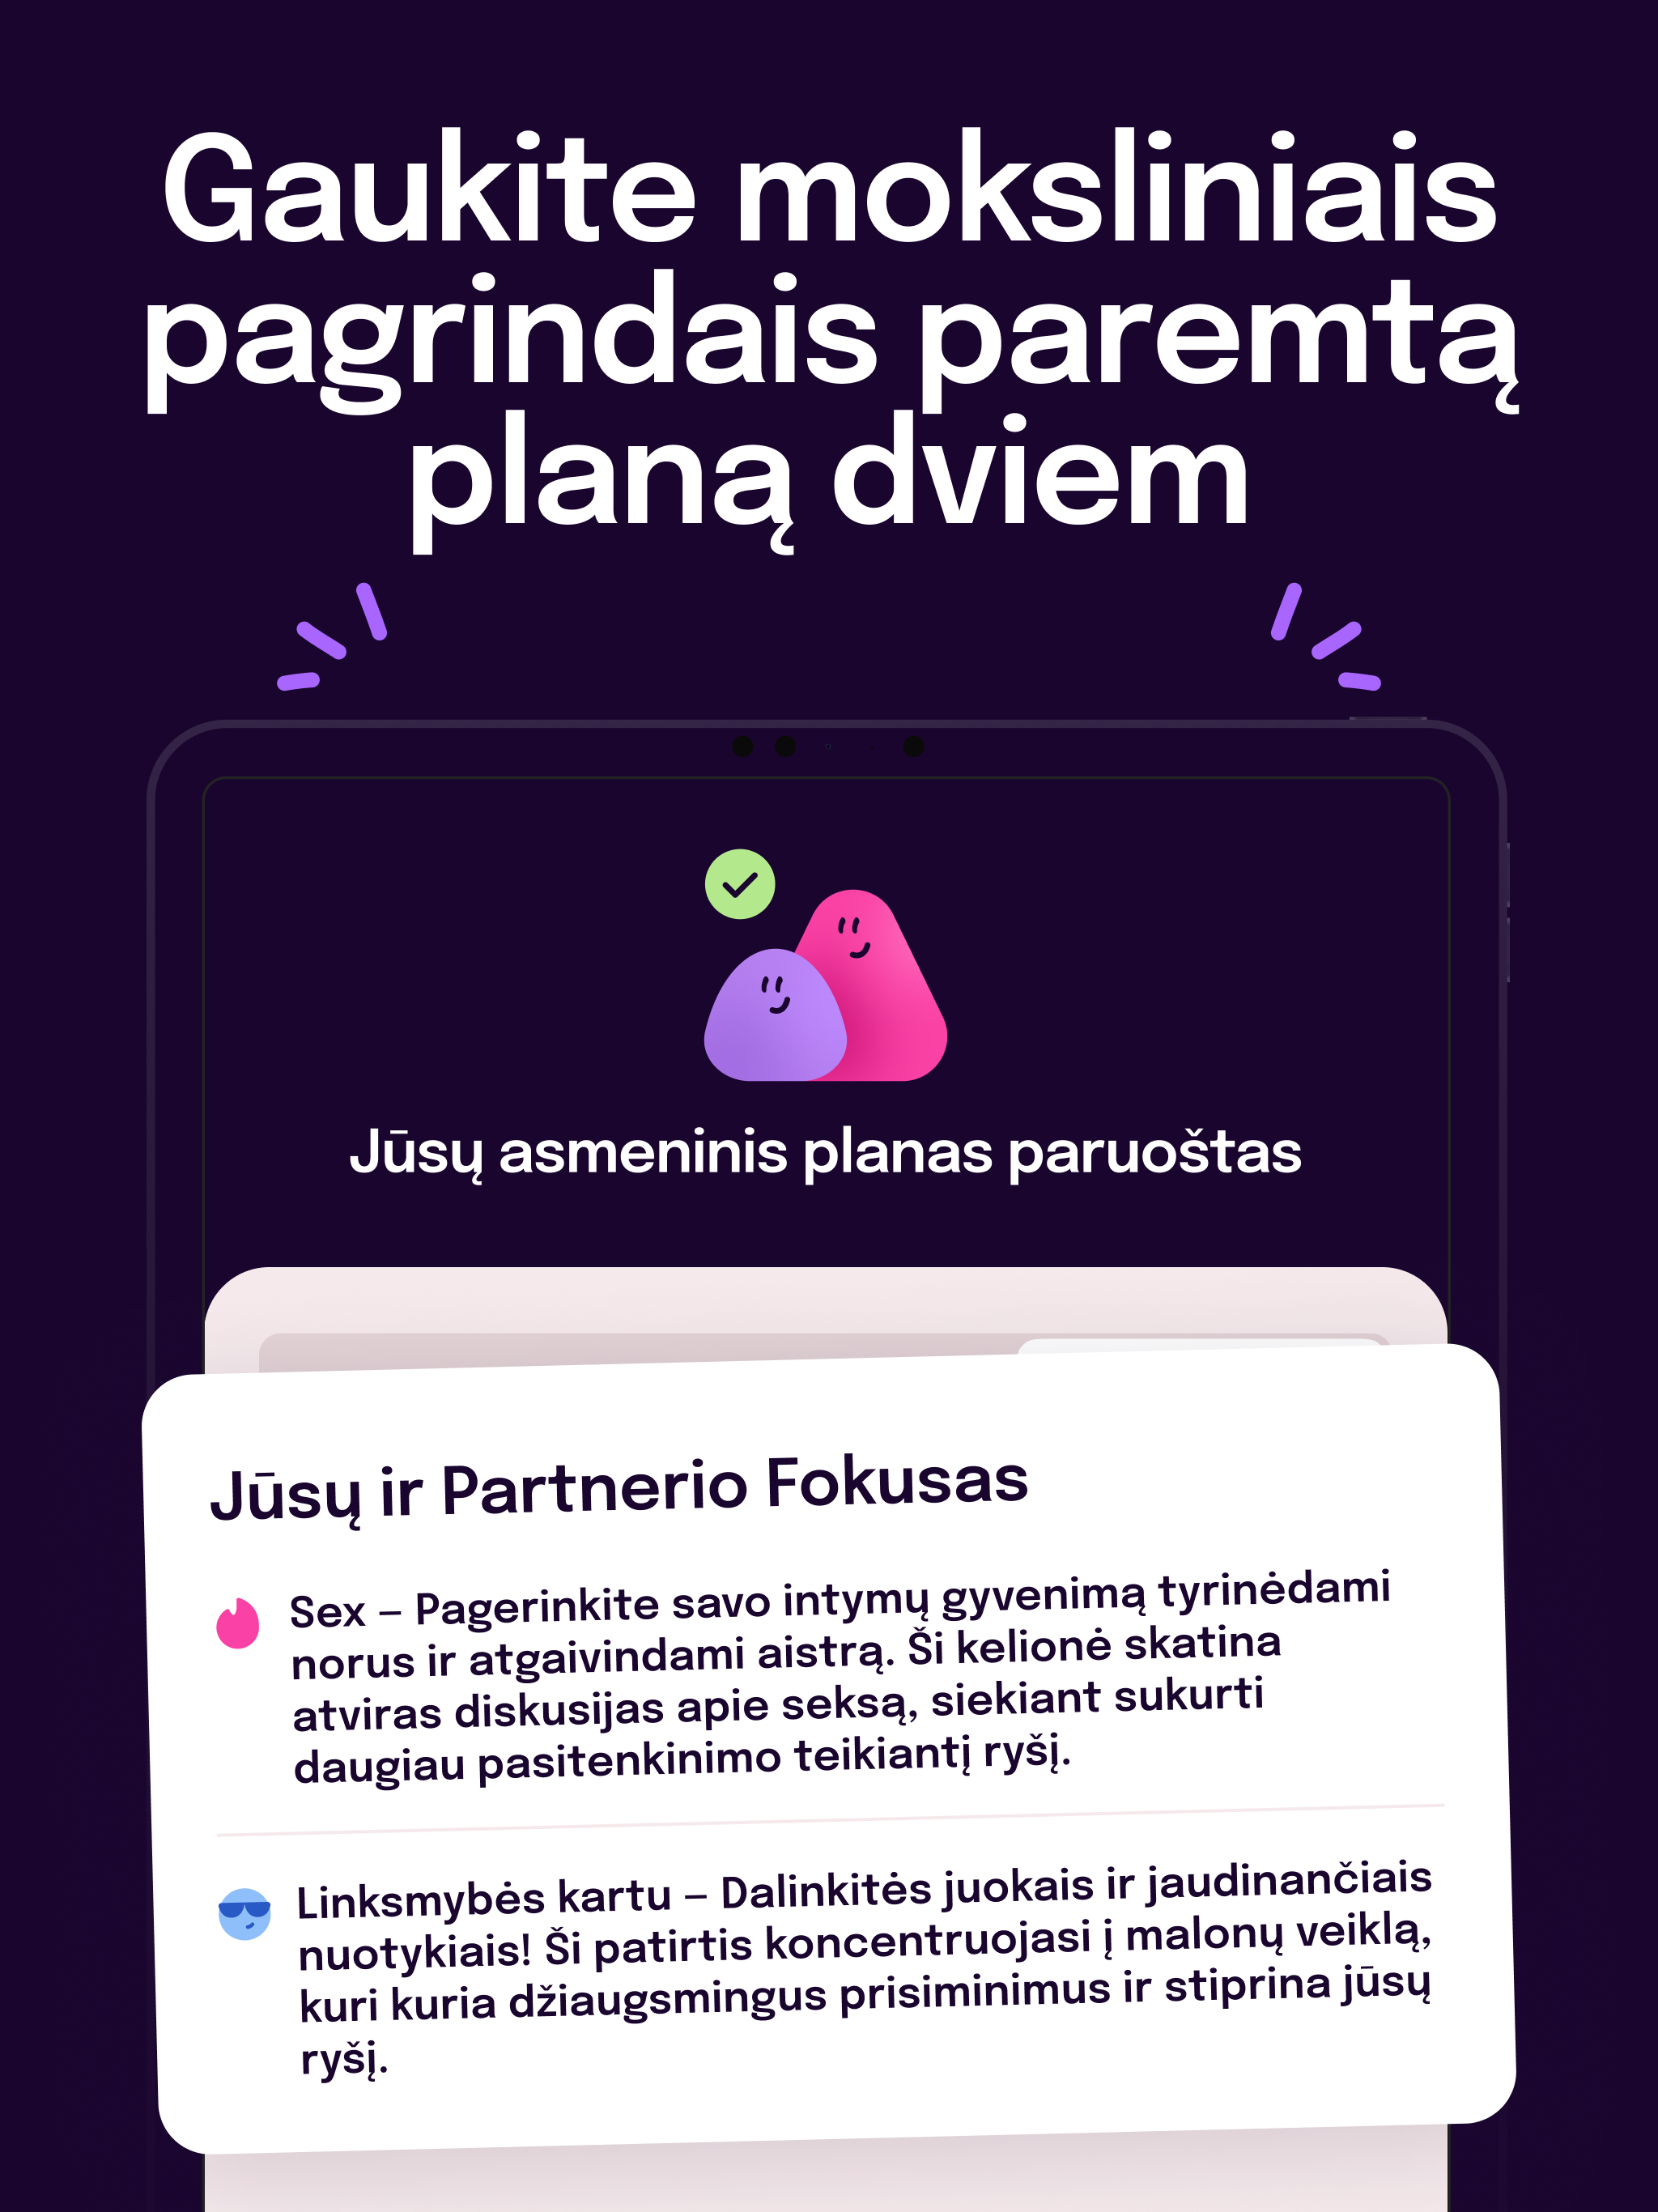 Gaukite moksliniais
pagrindais paremtą
planą dviem
Jūsų asmeninis planas paruoštas
Jūsų ir Partnerio Fokusas
Sex – Pagerinkite savo intymų gyvenimą tyrinėdami
norus ir atgaivindami aistrą. Ši kelionė skatina
atviras diskusijas apie seksą, siekiant sukurti
daugiau pasitenkinimo teikiantį ryšį.
Linksmybės kartu – Dalinkitės juokais ir jaudinančiais
nuotykiais! Ši patirtis koncentruojasi į malonų veiklą,
kuri kuria džiaugsmingus prisiminimus ir stiprina jūsų
ryšį.